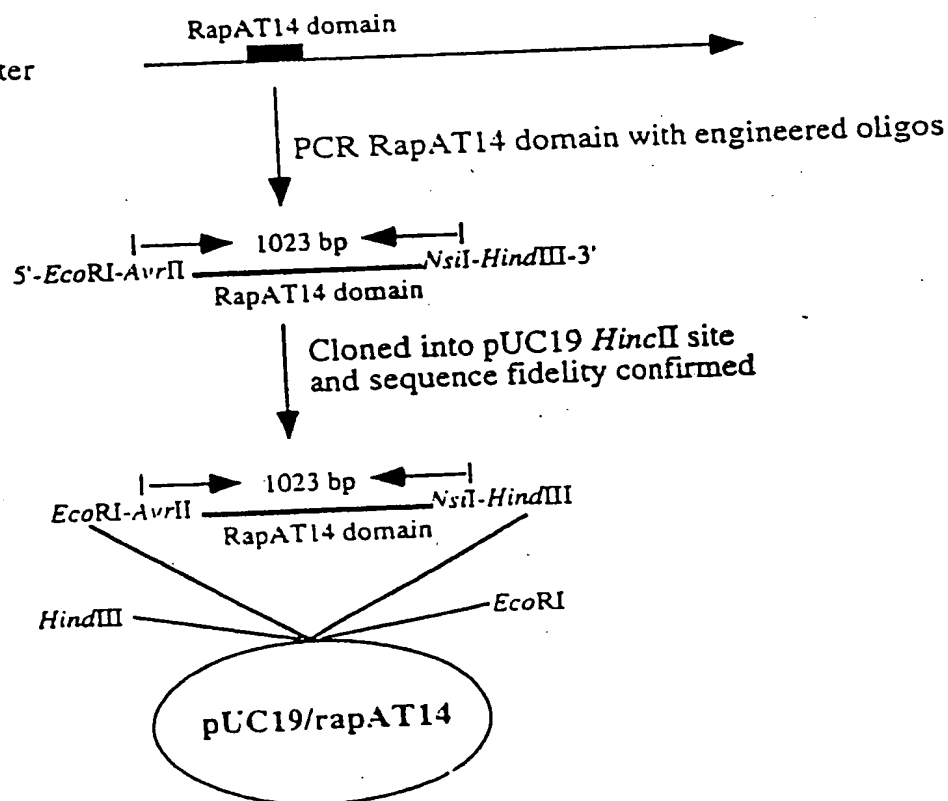 RapAT14 domain
ter
PCR RapAT14 domain with engineered oligos
1023 bp
5'-EcoRI-AvrII NsiI-HindIII-3'
RapAT14 domain
Cloned into pUC19 HincII site
and sequence fidelity confirmed
1023 bp
EcoRI-AvrII NsiI-HindIII
RapAT14 domain
HindIII EcoRI
pUC19/rapAT14